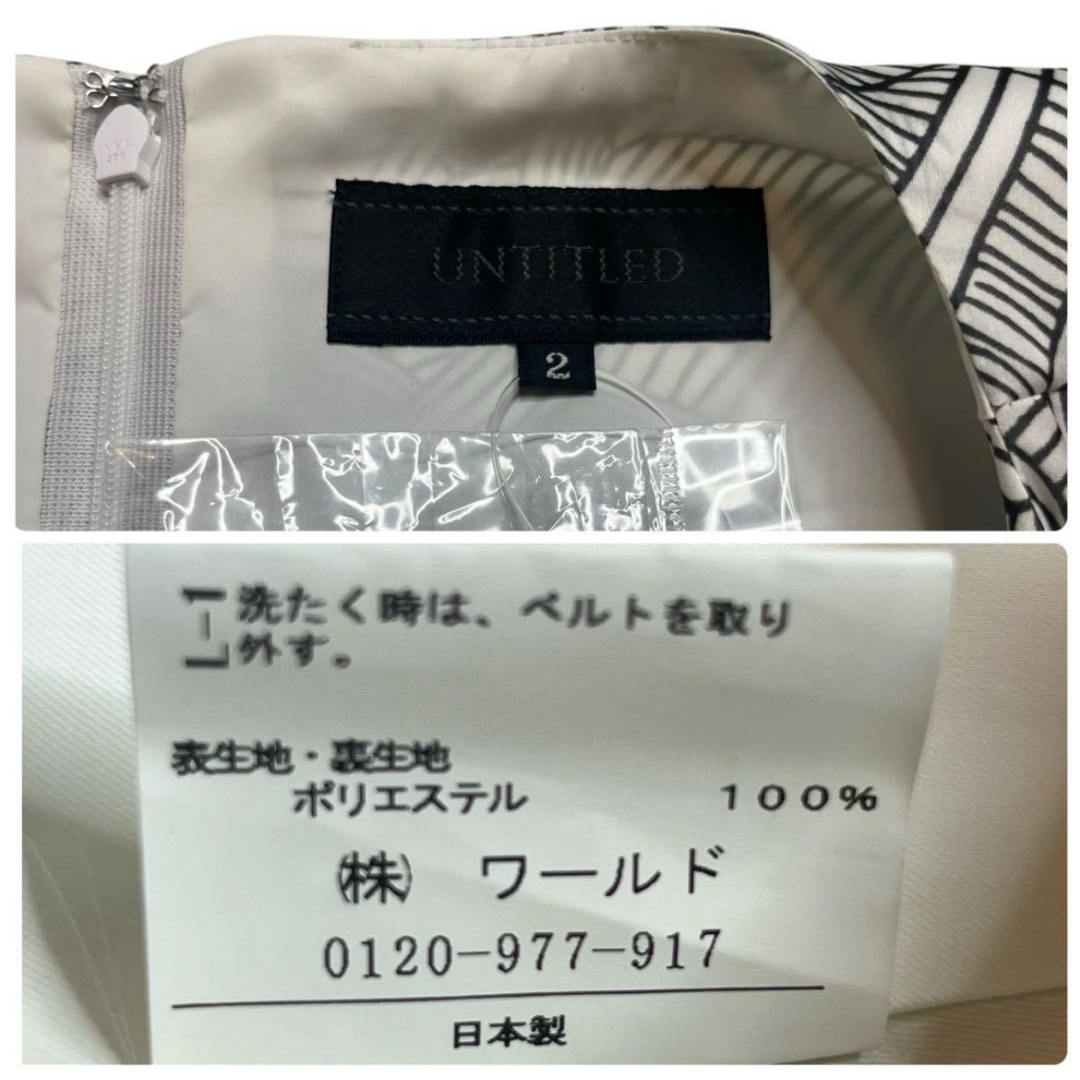 UNTITLED
2
洗たく時は、ベルトを取り
外す。
表生地・裏生地
ポリエステル 100%
㈱ ワールド
0120-977-917
日本製